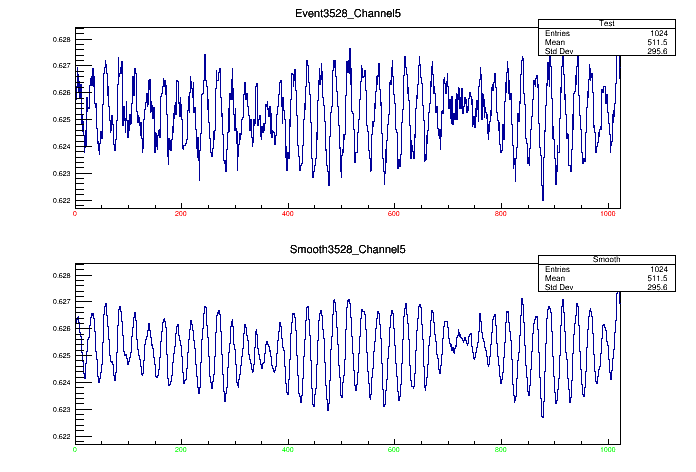 Event3528_Channel5
Test
Entries 1024
Mean 511.5
Std Dev 295.6
0.628
0.627
0.626
0.625
0.624
0.623
0.622
0 200 400 600 800 1000
Smooth3528_Channel5
Smooth
Entries 1024
Mean 511.5
Std Dev 295.6
0.628
0.627
0.626
0.625
0.624
0.623
0.622
0 200 400 600 800 1000